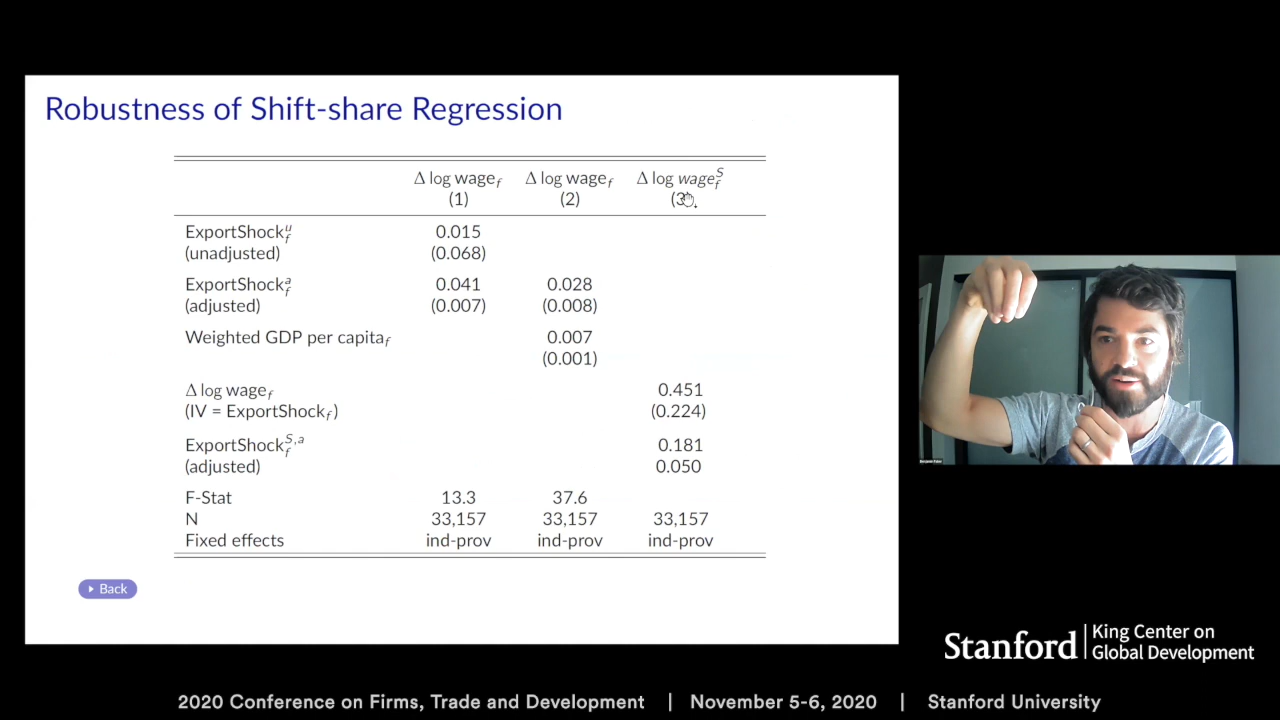 Robustness of Shift-share Regression
Δ log wage_f Δ log wage_f Δ log wage_f^S
(1) (2) (3)
ExportShock_f^u 0.015
(unadjusted) (0.068)
ExportShock_f^a 0.041 0.028
(adjusted) (0.007) (0.008)
Weighted GDP per capita_f 0.007
(0.001)
Δ log wage_f 0.451
(IV = ExportShock_f) (0.224)
ExportShock_f^{S,a} 0.181
(adjusted) 0.050
F-Stat 13.3 37.6
N 33,157 33,157 33,157
Fixed effects ind-prov ind-prov ind-prov
Back
Stanford
King Center on
Global Development
2020 Conference on Firms, Trade and Development | November 5-6, 2020 | Stanford University